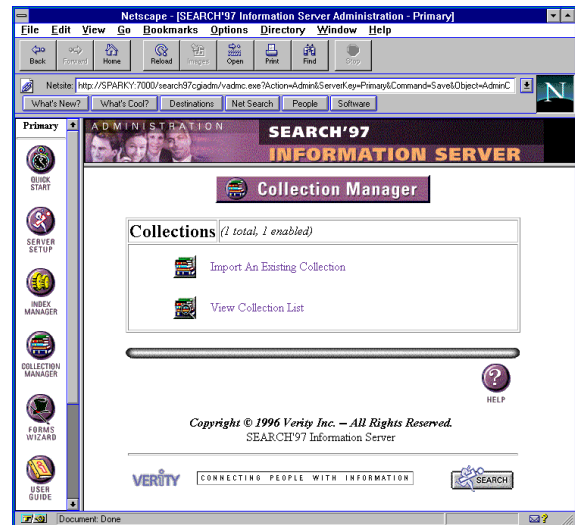 Netscape - [SEARCH'97 Information Server Administration - Primary]
File Edit View Go Bookmarks Options Directory Window Help
Back Forward Home Reload Images Open Print Find Stop
Netsite: http://SPARKY:7000/search97cgiadm/vadmc.exe?Action=Admin&ServerKey=Primary&Command=Save&Object=AdminC
N
What's New? What's Cool? Destinations Net Search People Software
Primary
QUICK START
SERVER SETUP
INDEX MANAGER
COLLECTION MANAGER
FORMS WIZARD
USER GUIDE
ADMINISTRATION
SEARCH'97
INFORMATION SERVER
Collection Manager
Collections (1 total, 1 enabled)
Import An Existing Collection
View Collection List
?
HELP
Copyright © 1996 Verity Inc. – All Rights Reserved.
SEARCH'97 Information Server
VERITY CONNECTING PEOPLE WITH INFORMATION SEARCH
Document: Done